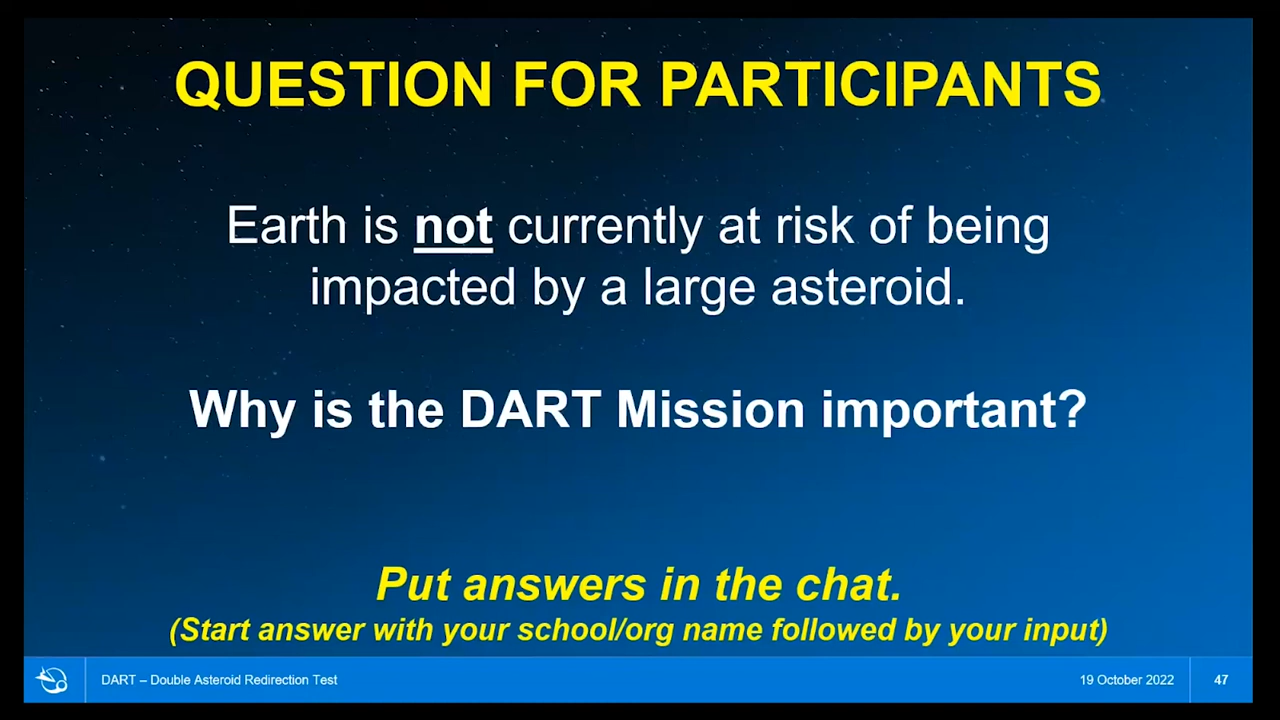 QUESTION FOR PARTICIPANTS
Earth is not currently at risk of being
impacted by a large asteroid.
Why is the DART Mission important?
Put answers in the chat.
(Start answer with your school/org name followed by your input)
DART – Double Asteroid Redirection Test
19 October 2022
47